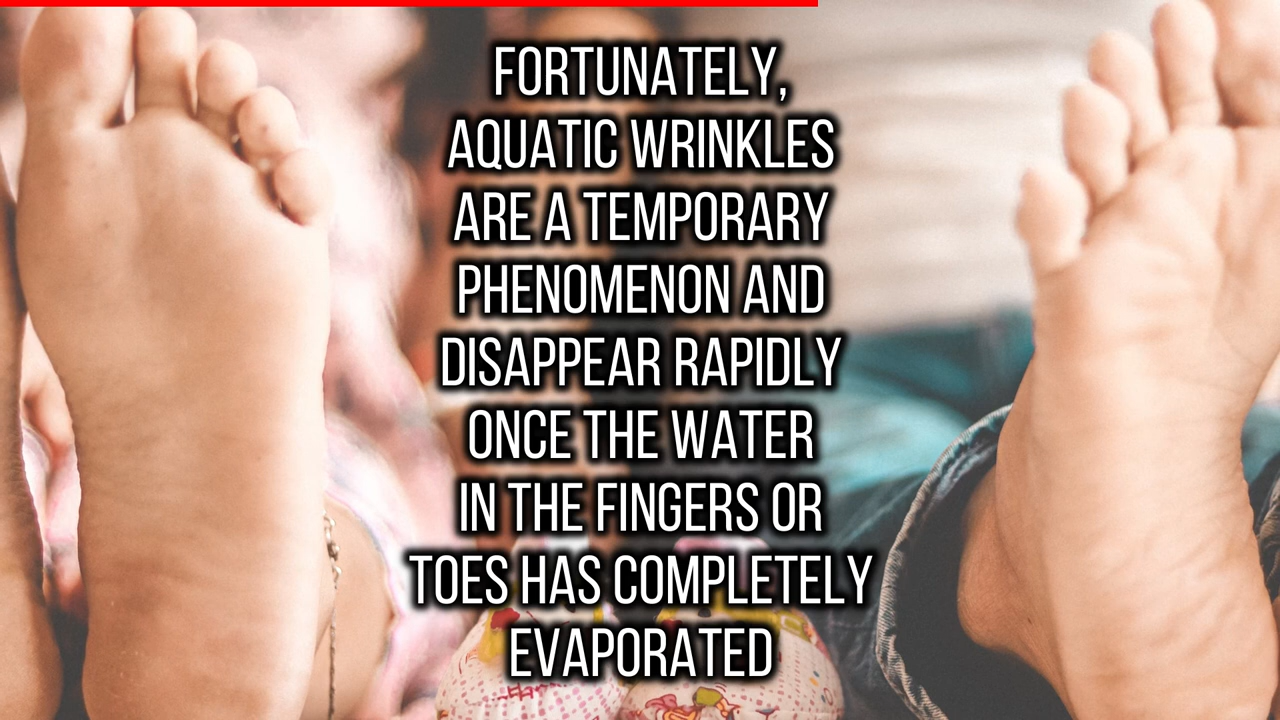 FORTUNATELY,
AQUATIC WRINKLES
ARE A TEMPORARY
PHENOMENON AND
DISAPPEAR RAPIDLY
ONCE THE WATER
IN THE FINGERS OR
TOES HAS COMPLETELY
EVAPORATED